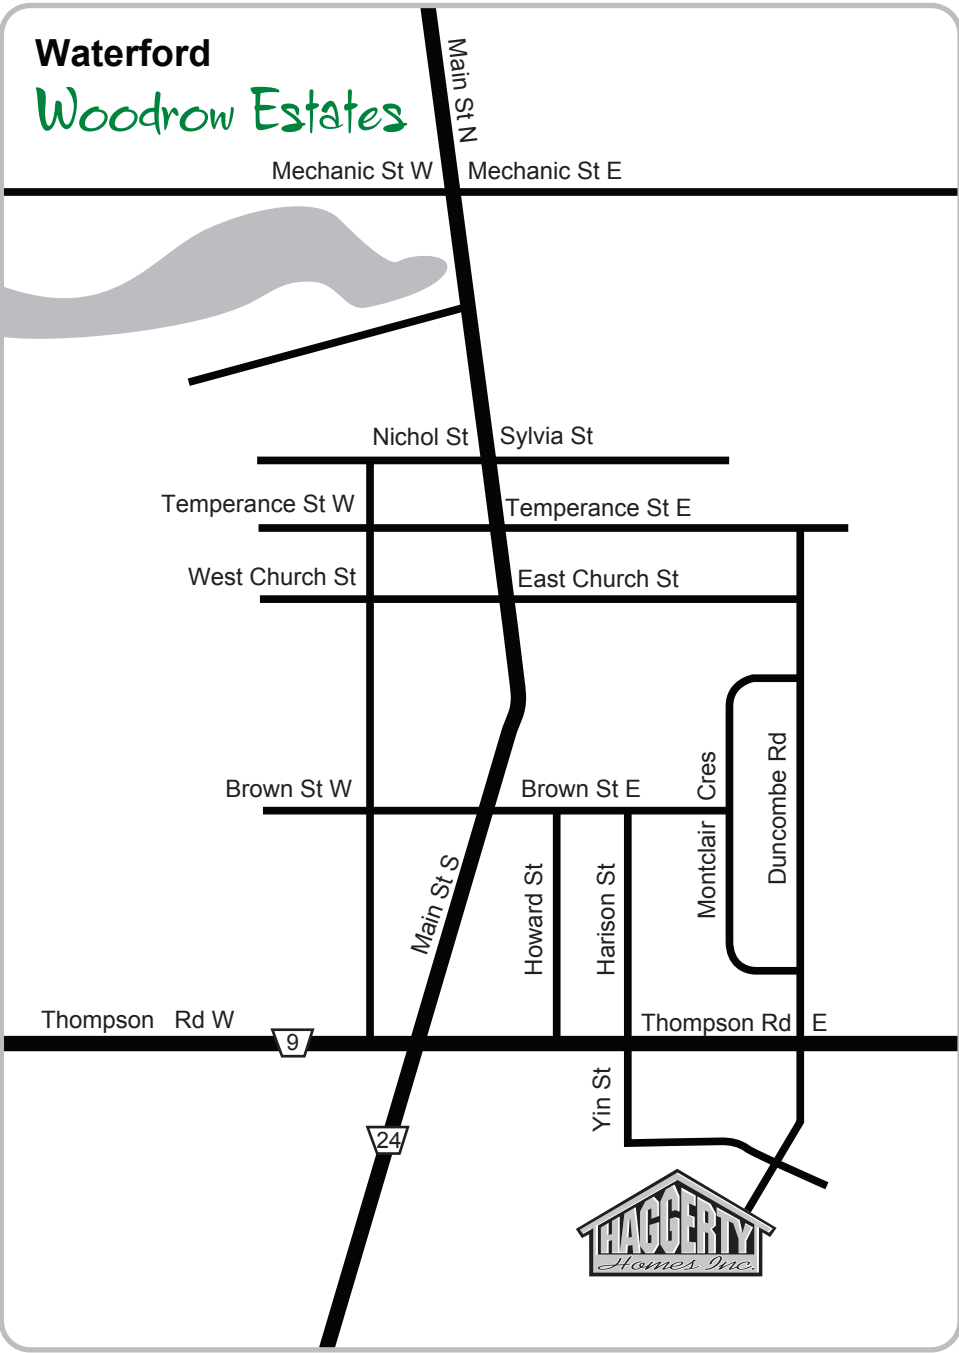 Waterford
Woodrow Estates
Main St N
Mechanic St W
Mechanic St E
Nichol St
Sylvia St
Temperance St W
Temperance St E
West Church St
East Church St
Brown St W
Brown St E
Montclair Cres
Duncombe Rd
Main St S
Howard St
Harison St
Thompson Rd W
Thompson Rd E
9
Yin St
24
HAGGERTY
Homes Inc.